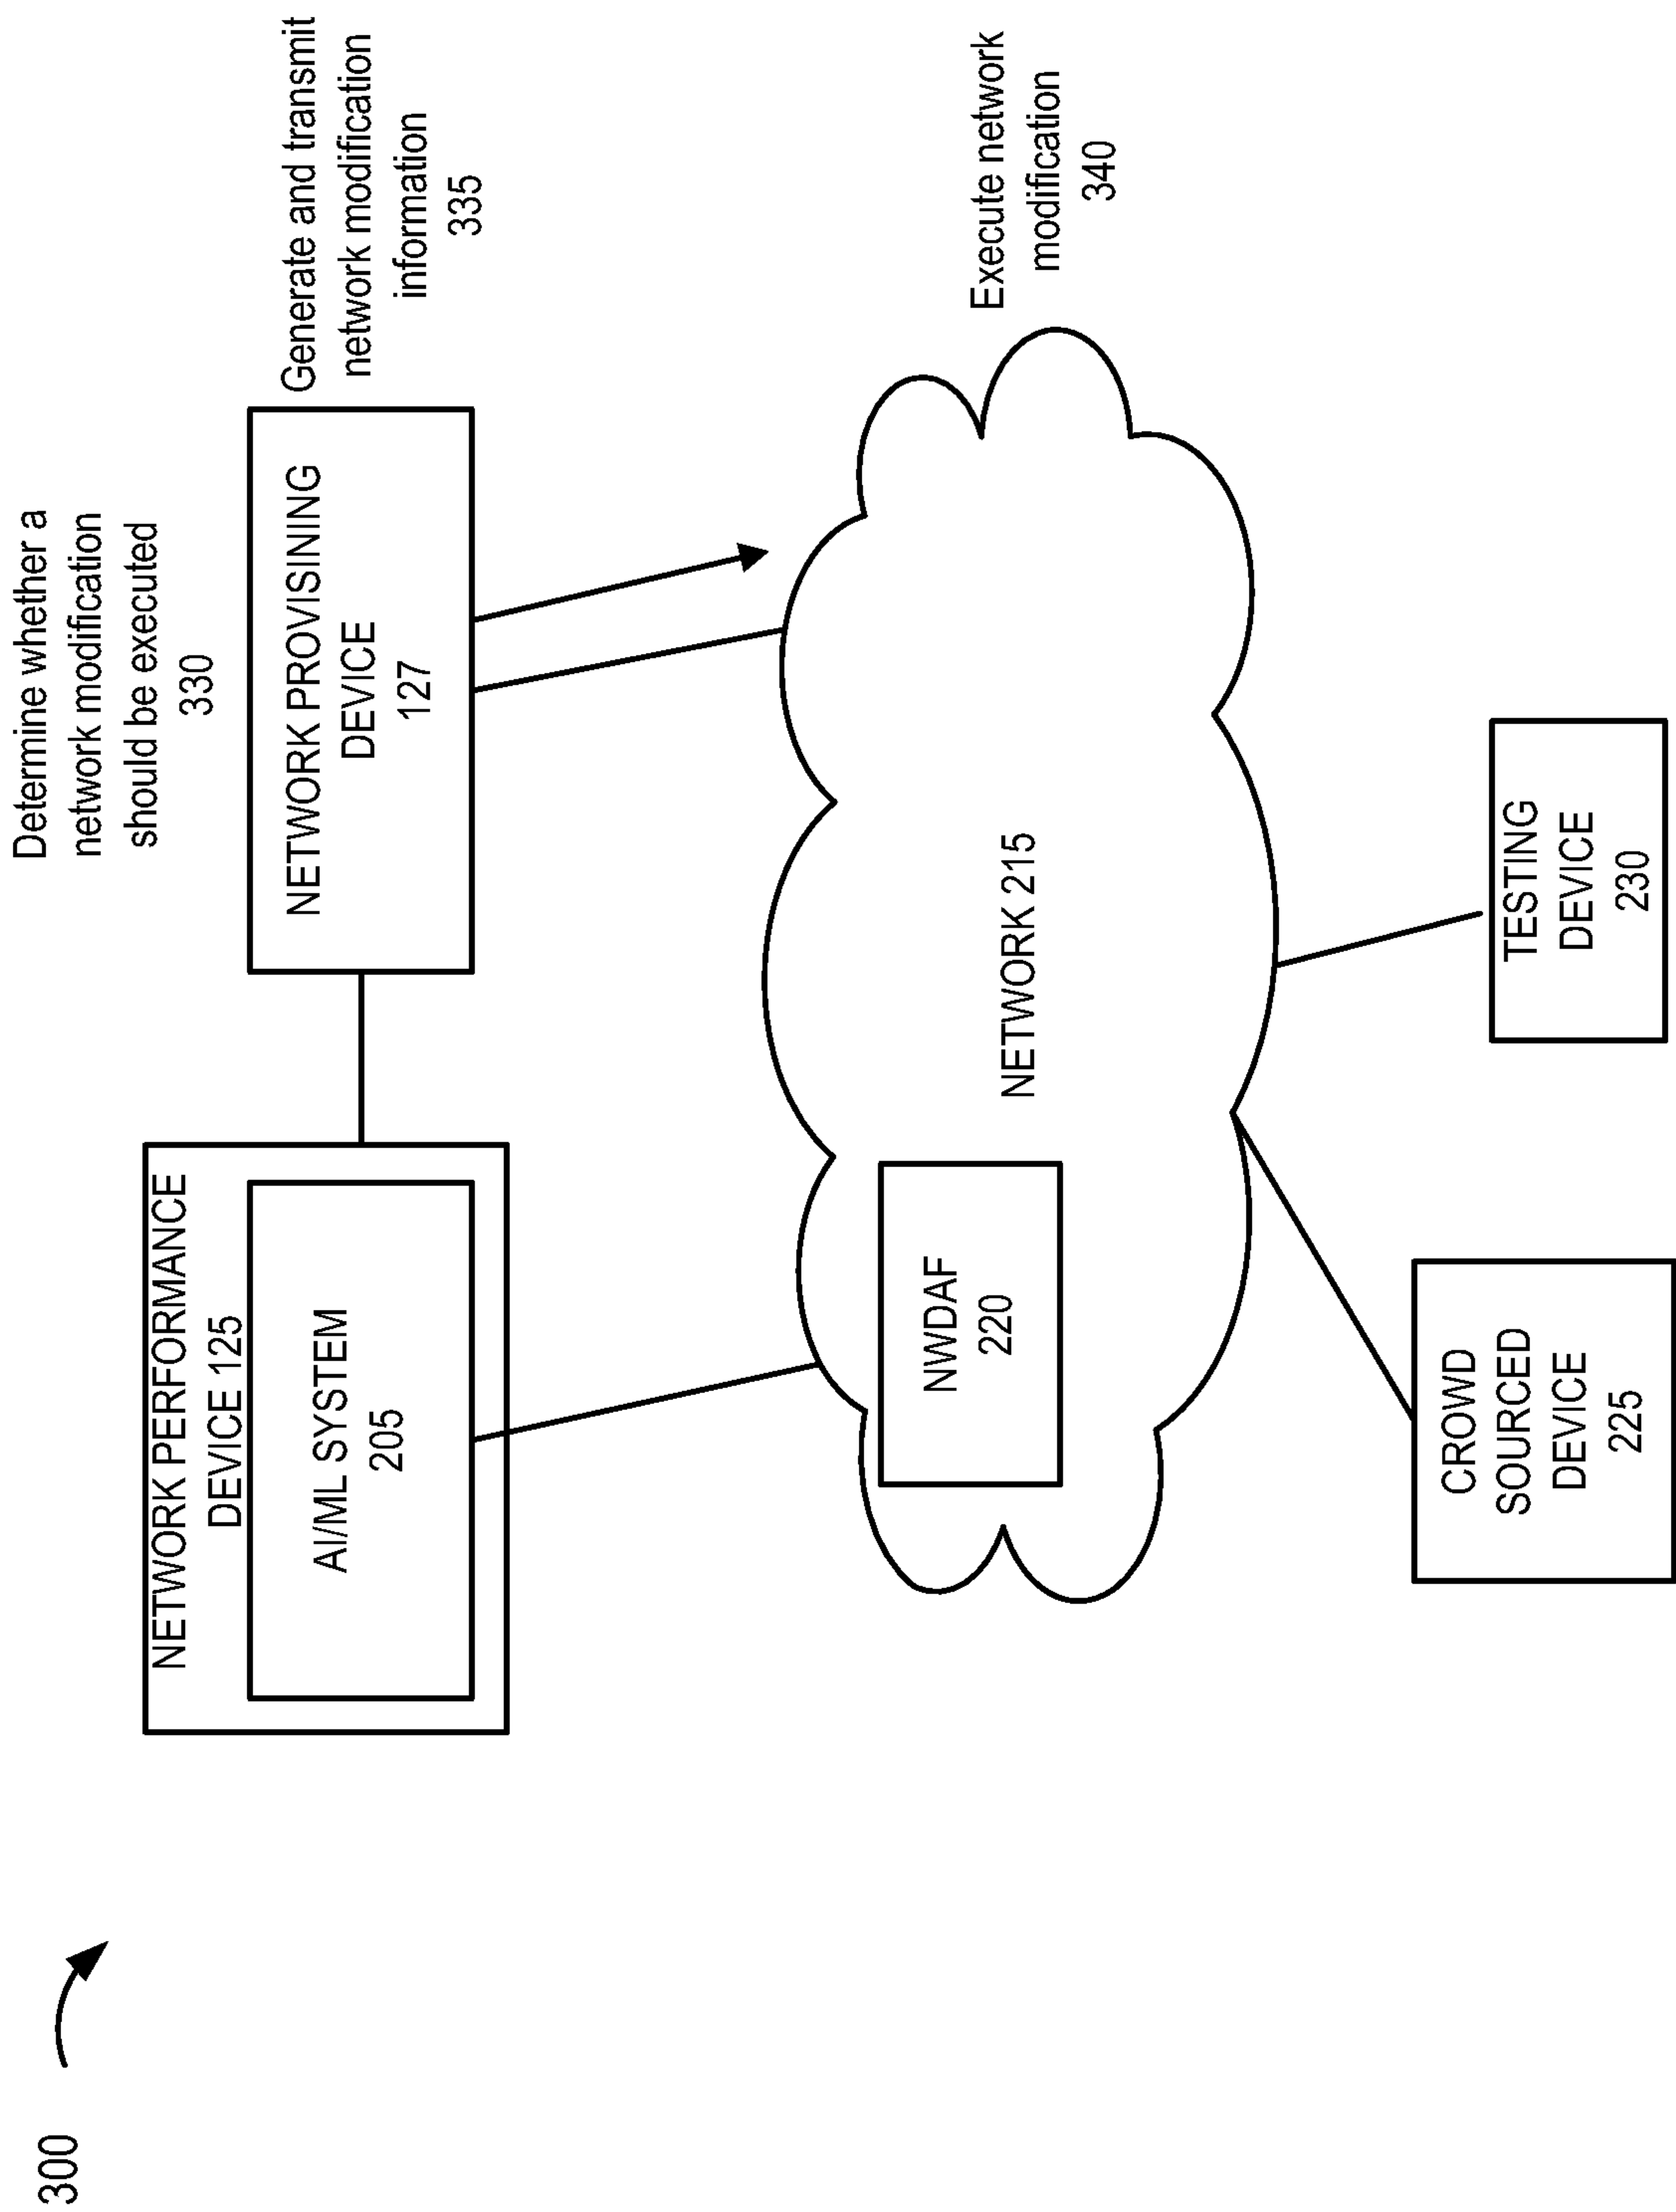 300
NETWORK PERFORMANCE
DEVICE 125
AI/ML SYSTEM
205
Determine whether a
network modification
should be executed
330
NETWORK PROVISINING
DEVICE
127
Generate and transmit
network modification
information
335
NWDAF
220
NETWORK 215
Execute network
modification
340
CROWD
SOURCED
DEVICE
225
TESTING
DEVICE
230